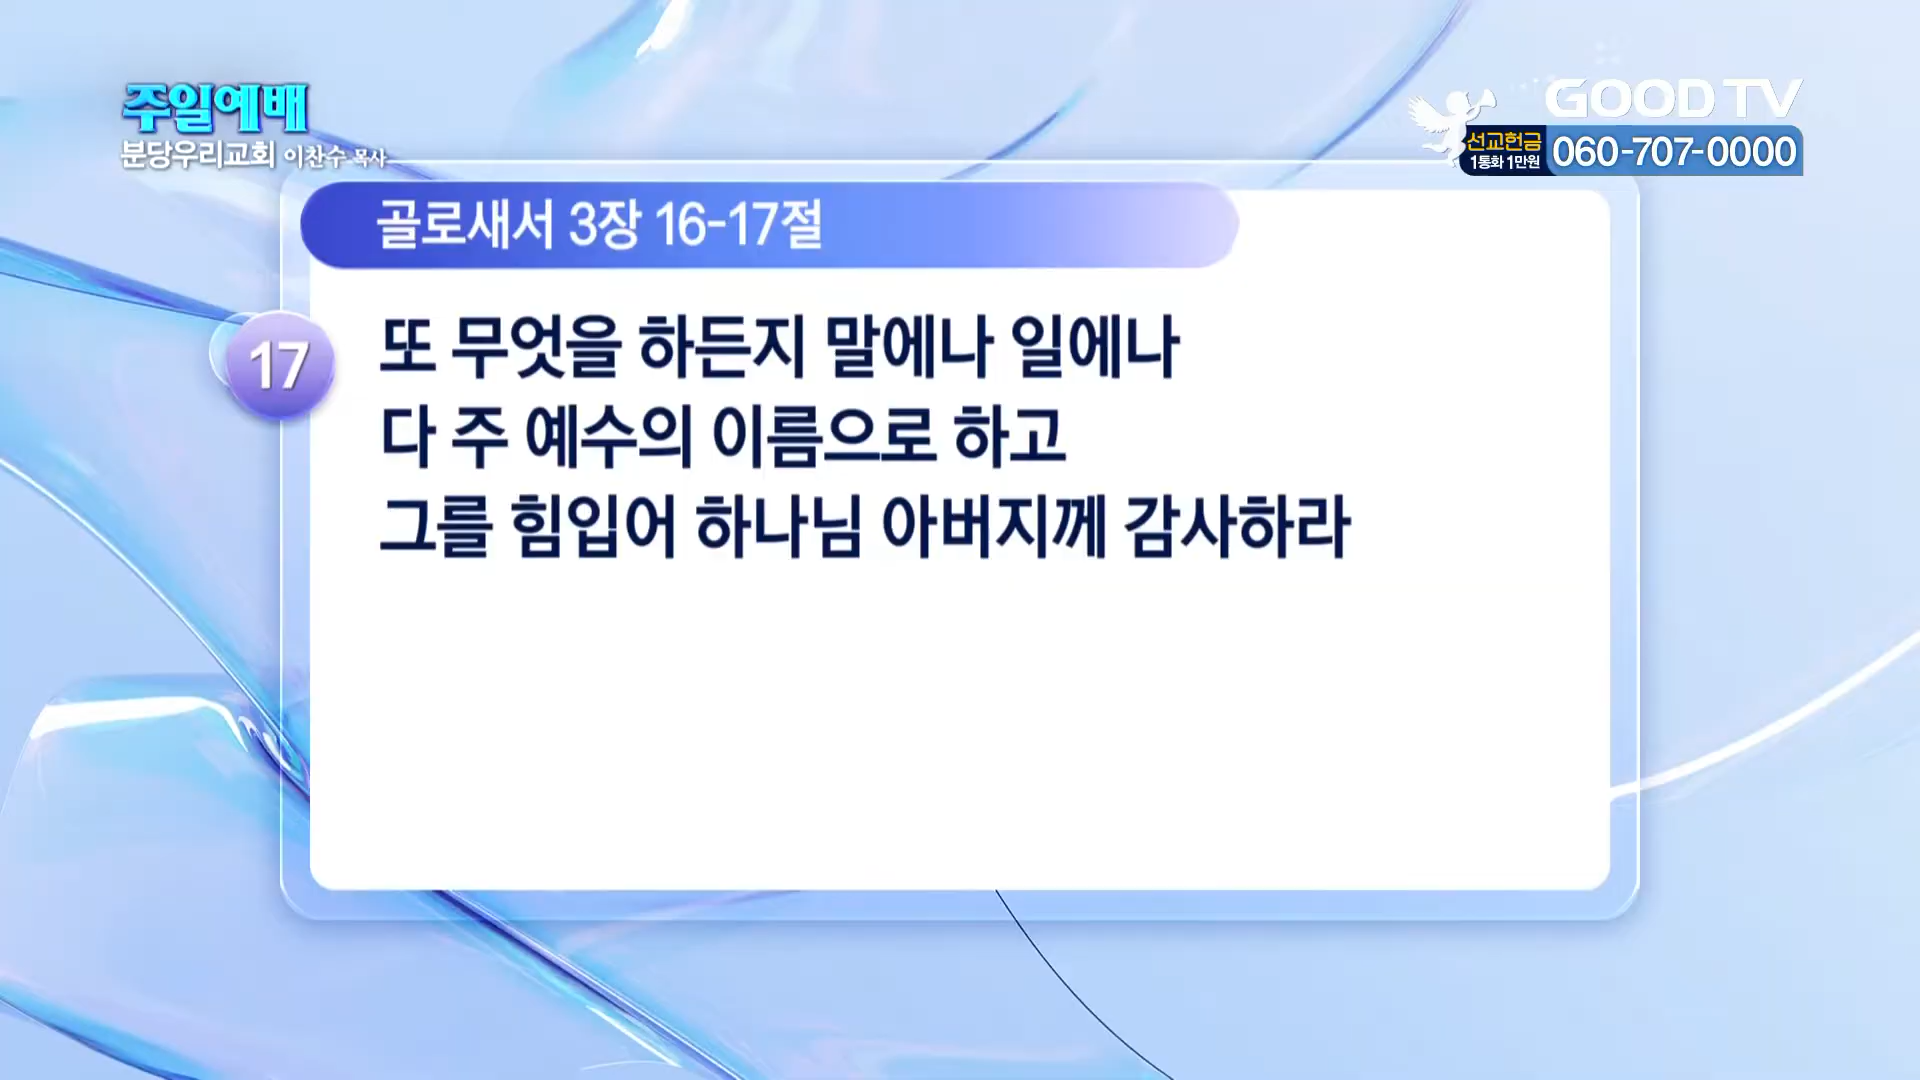 주일예배
분당우리교회 이찬수 목사
GOOD TV
선교헌금
1통화 1만원
060-707-0000
골로새서 3장 16-17절
17
또 무엇을 하든지 말에나 일에나
다 주 예수의 이름으로 하고
그를 힘입어 하나님 아버지께 감사하라